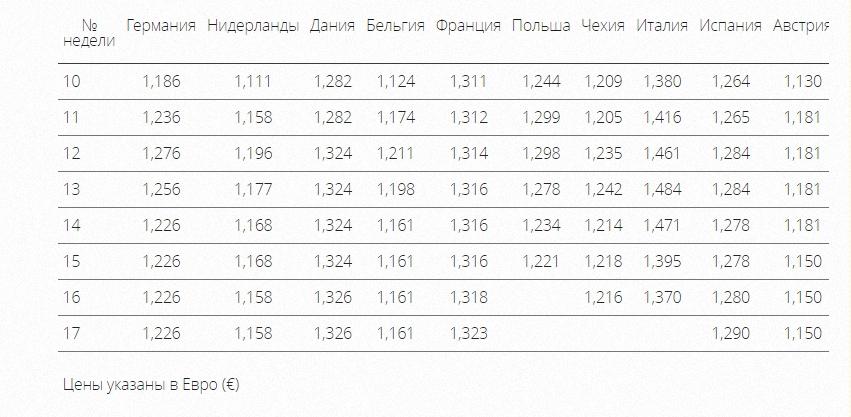 № недели Германия Нидерланды Дания Бельгия Франция Польша Чехия Италия Испания Австрия
10 1,186 1,111 1,282 1,124 1,311 1,244 1,209 1,380 1,264 1,130
11 1,236 1,158 1,282 1,174 1,312 1,299 1,205 1,416 1,265 1,181
12 1,276 1,196 1,324 1,211 1,314 1,298 1,235 1,461 1,284 1,181
13 1,256 1,177 1,324 1,198 1,316 1,278 1,242 1,484 1,284 1,181
14 1,226 1,168 1,324 1,161 1,316 1,234 1,214 1,471 1,278 1,181
15 1,226 1,168 1,324 1,161 1,316 1,221 1,218 1,395 1,278 1,150
16 1,226 1,158 1,326 1,161 1,318 1,216 1,370 1,280 1,150
17 1,226 1,158 1,326 1,161 1,323 1,290 1,150
Цены указаны в Евро (€)